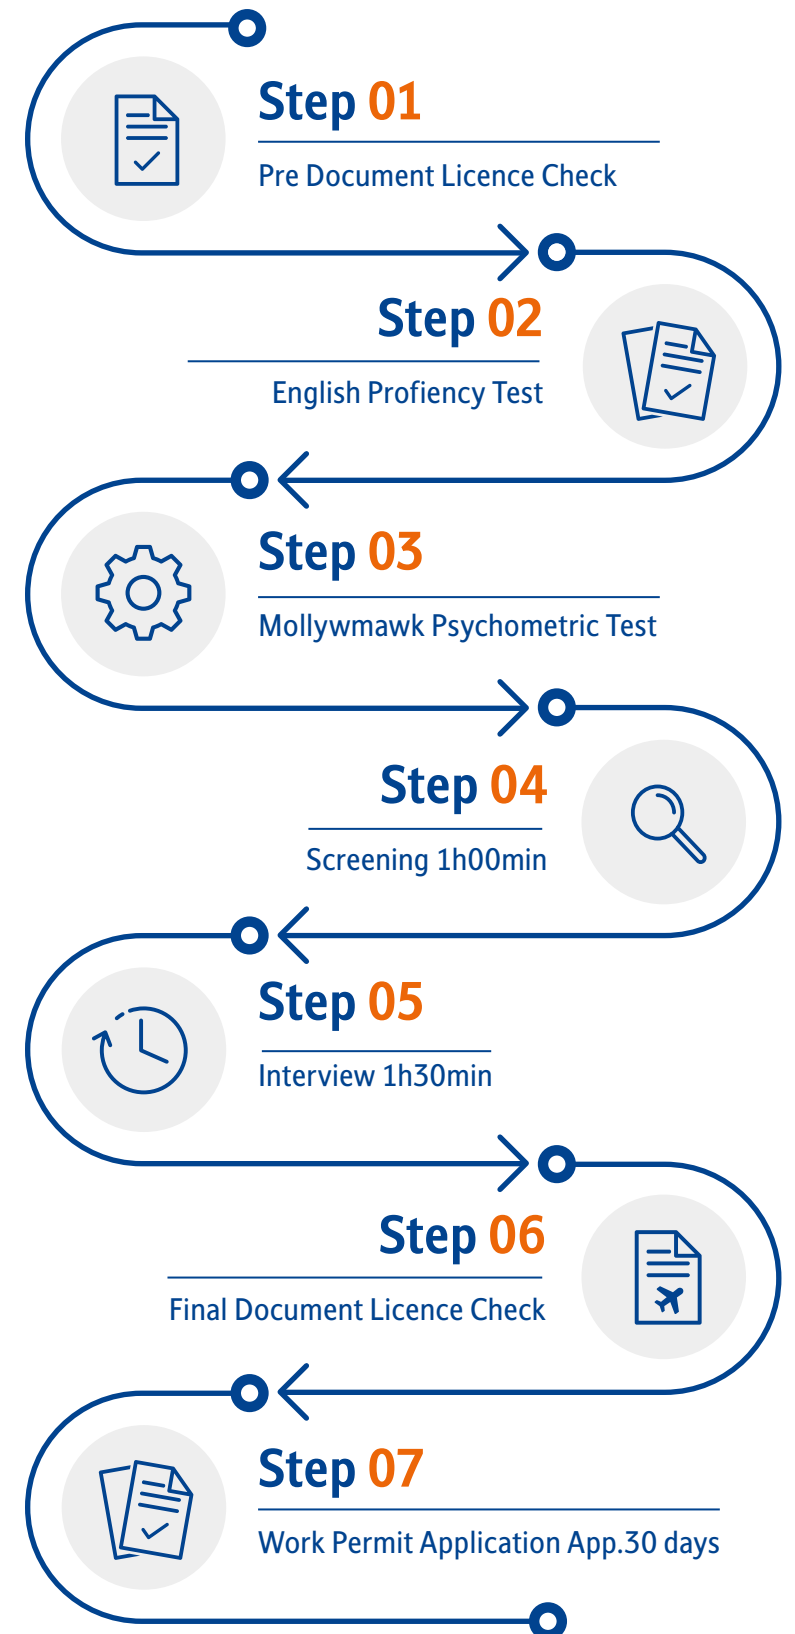 Step 01
Pre Document Licence Check
Step 02
English Profiency Test
Step 03
Mollywmawk Psychometric Test
Step 04
Screening 1h00min
Step 05
Interview 1h30min
Step 06
Final Document Licence Check
Step 07
Work Permit Application App.30 days